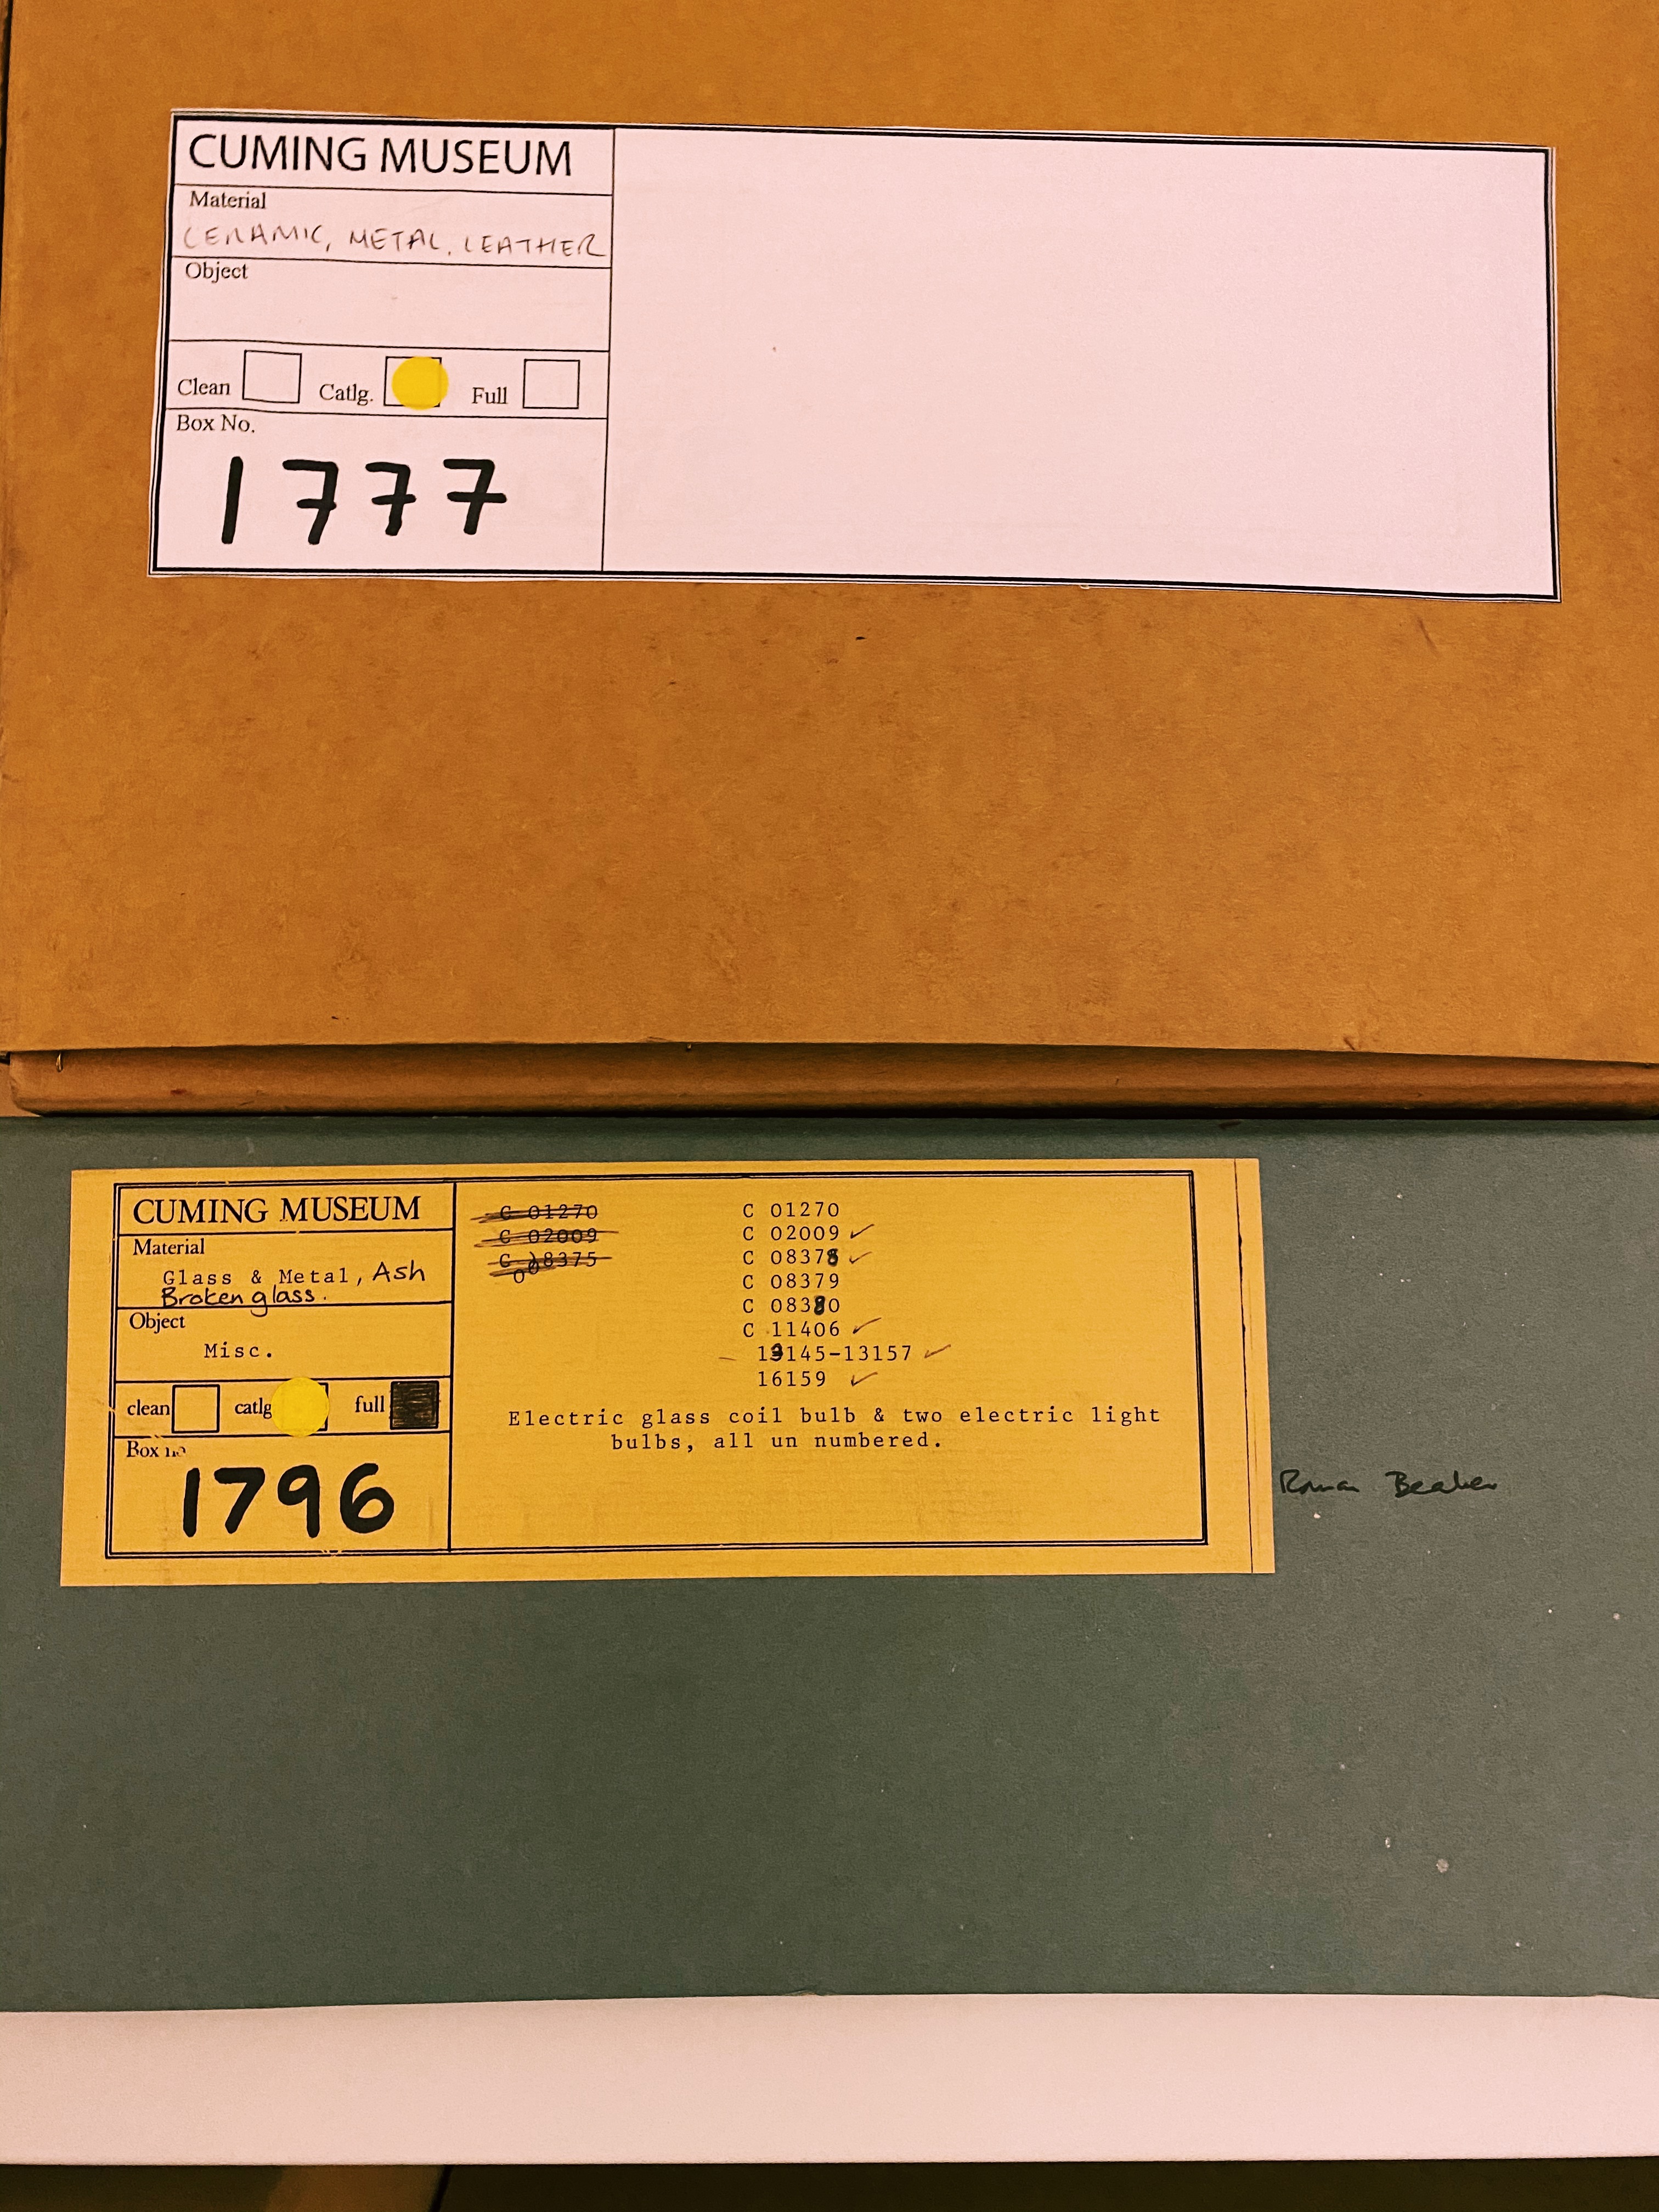 CUMING MUSEUM
Material
CERAMIC, METAL, LEATHER
Object
Clean Catlg. Full
Box No.
1777
CUMING MUSEUM
Material
Glass & Metal, Ash
Broken glass.
Object
Misc.
clean catlg full
Box no
1796
C 01270
C 02009
C 08375
C 01270
C 02009 ✓
C 08378 ✓
C 08379
C 08380
C 11406 ✓
– 13145-13157 ✓
16159 ✓
Electric glass coil bulb & two electric light
bulbs, all un numbered.
Roman Beaker